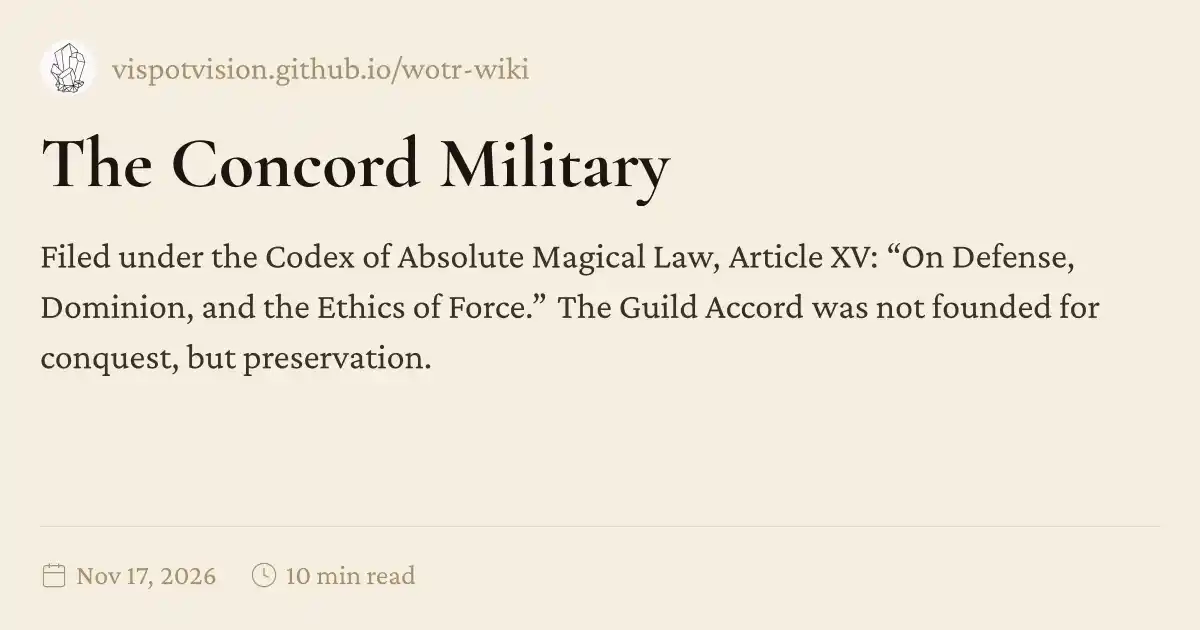 vispotvision.github.io/wotr-wiki
The Concord Military
Filed under the Codex of Absolute Magical Law, Article XV: “On Defense,
Dominion, and the Ethics of Force.” The Guild Accord was not founded for
conquest, but preservation.
Nov 17, 2026
10 min read